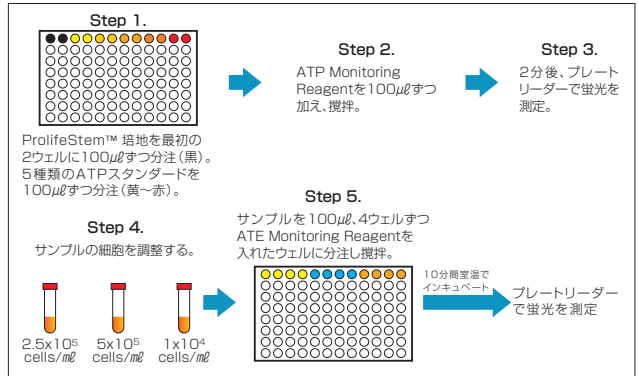 Step 1.
ProlifeStem™ 培地を最初の
2ウェルに100μℓずつ分注（黒）。
5種類のATPスタンダードを
100μℓずつ分注（黄～赤）。
Step 2.
ATP Monitoring
Reagentを100μℓずつ
加え、撹拌。
Step 3.
2分後、プレート
リーダーで蛍光を
測定。
Step 4.
サンプルの細胞を調整する。
2.5x10⁵
cells/mℓ
5x10⁵
cells/mℓ
1x10⁴
cells/mℓ
Step 5.
サンプルを100μℓ、4ウェルずつ
ATE Monitoring Reagentを
入れたウェルに分注し撹拌。
10分間室温で
インキュベート
プレートリーダー
で蛍光を測定